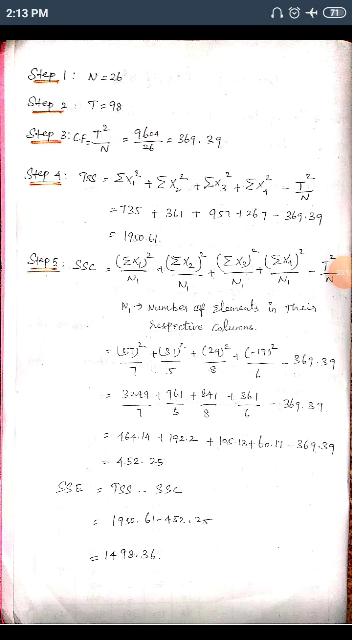 2:13 PM
71
Step 1: N=26
Step 2: T=98
Step 3: CF = T²/N = 9604/26 = 369.39
Step 4: TSS = ΣX₁² + ΣX₂² + ΣX₃² + ΣX₄² - T²/N
= 735 + 361 + 957 + 267 - 369.39
= 1950.61.
Step 5: SSC = (ΣX₁)²/N₁ + (ΣX₂)²/N₁ + (ΣX₃)²/N₁ + (ΣX₄)²/N₁ - T²/N
N₁ → Number of Elements in their
respective columns.
= (57)²/7 + (31)²/5 + (29)²/8 + (-19)²/6 - 369.39
= 3249/7 + 961/5 + 841/8 + 361/6 - 369.39
= 464.14 + 192.2 + 105.12 + 60.17 - 369.39
= 452.25
SSE = TSS - SSC
= 1950.61 - 452.25
= 1498.36.